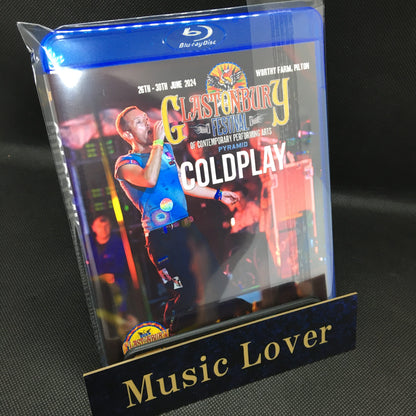 Blu-ray Disc
26TH - 30TH JUNE 2024
WORTHY FARM, PILTON
GLASTONBURY
FESTIVAL
OF CONTEMPORARY PERFORMING ARTS
PYRAMID
COLDPLAY
GLASTONBURY
Music Lover